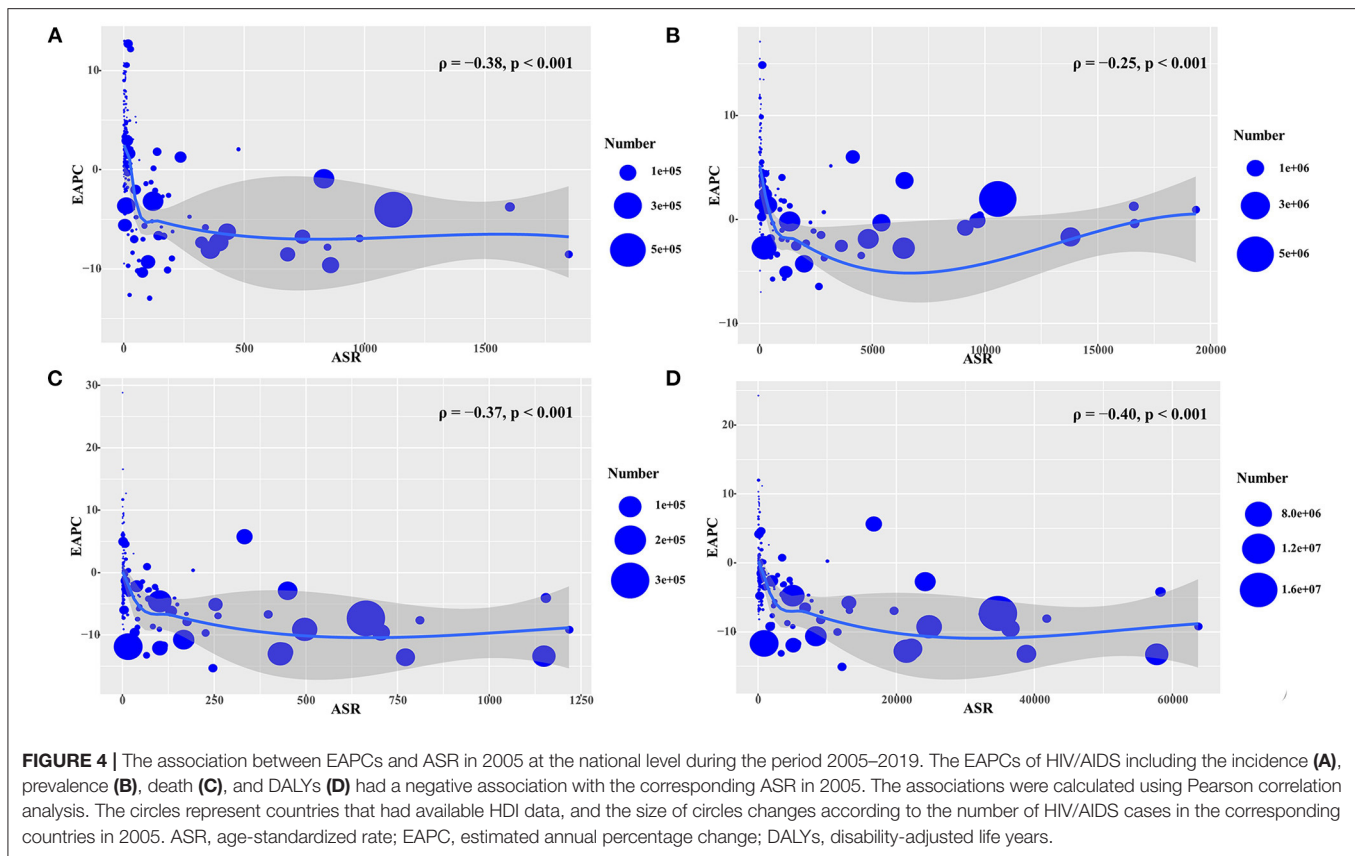 A
ρ = −0.38, p < 0.001
10
0
−10
EAPC
0
500
1000
1500
ASR
Number
1e+05
3e+05
5e+05
B
ρ = −0.25, p < 0.001
10
0
−10
EAPC
0
5000
10000
15000
20000
ASR
Number
1e+06
3e+06
5e+06
C
ρ = −0.37, p < 0.001
30
20
10
0
−10
EAPC
0
250
500
750
1000
1250
ASR
Number
1e+05
2e+05
3e+05
D
ρ = −0.40, p < 0.001
20
10
0
−10
EAPC
0
20000
40000
60000
ASR
Number
8.0e+06
1.2e+07
1.6e+07
FIGURE 4 | The association between EAPCs and ASR in 2005 at the national level during the period 2005–2019. The EAPCs of HIV/AIDS including the incidence (A),
prevalence (B), death (C), and DALYs (D) had a negative association with the corresponding ASR in 2005. The associations were calculated using Pearson correlation
analysis. The circles represent countries that had available HDI data, and the size of circles changes according to the number of HIV/AIDS cases in the corresponding
countries in 2005. ASR, age-standardized rate; EAPC, estimated annual percentage change; DALYs, disability-adjusted life years.